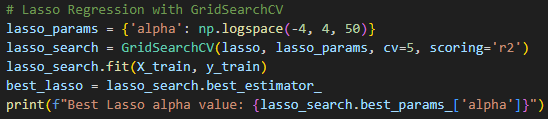 # Lasso Regression with GridSearchCV
lasso_params = {'alpha': np.logspace(-4, 4, 50)}
lasso_search = GridSearchCV(lasso, lasso_params, cv=5, scoring='r2')
lasso_search.fit(X_train, y_train)
best_lasso = lasso_search.best_estimator_
print(f"Best Lasso alpha value: {lasso_search.best_params_['alpha']}")